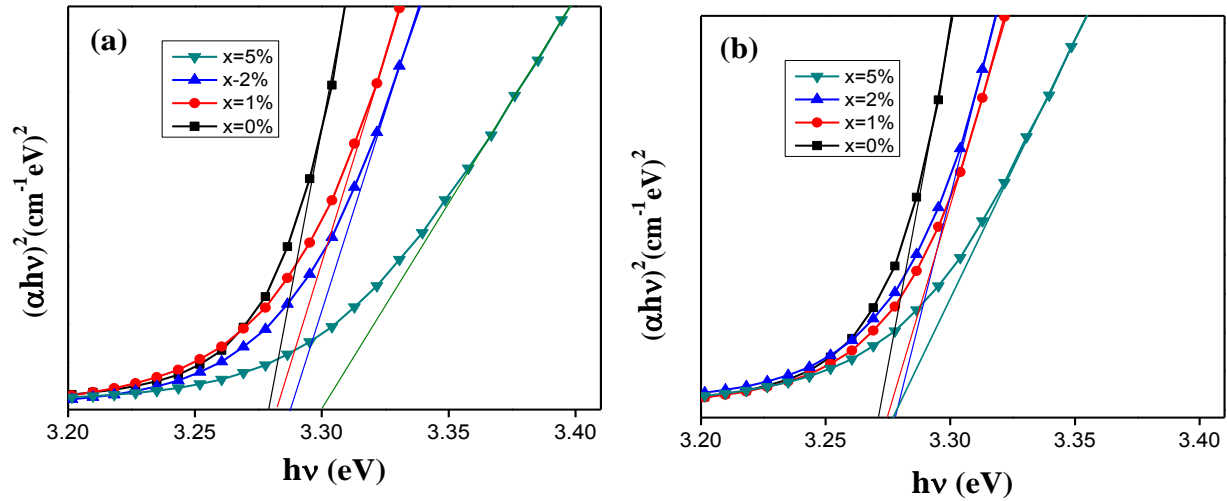 (a)
x=5%
x-2%
x=1%
x=0%
(αhν)²(cm⁻¹eV)²
3.20 3.25 3.30 3.35 3.40
hν (eV)
(b)
x=5%
x=2%
x=1%
x=0%
(αhν)²(cm⁻¹eV)²
3.20 3.25 3.30 3.35 3.40
hν (eV)